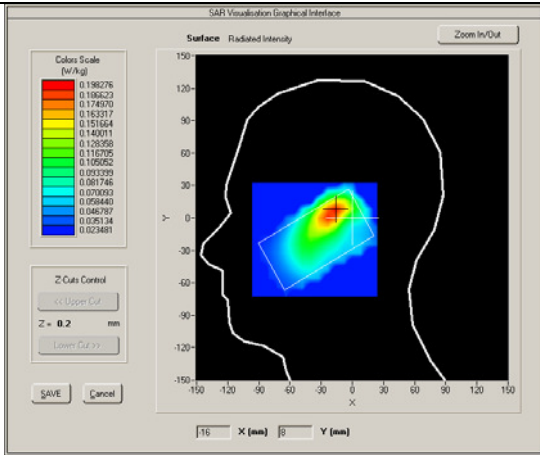 SAR Visualisation Graphical Interface
Surface Radiated Intensity
Zoom In/Out
Colors Scale
(W/kg)
0.198276
0.186623
0.174970
0.163317
0.151664
0.140011
0.128358
0.116705
0.105052
0.093399
0.081746
0.070093
0.058440
0.046787
0.035134
0.023481
Z Cuts Control
<< Upper Cut
Z = 0.2 mm
Lower Cut >>
SAVE Cancel
150-
120-
90-
60-
30-
0-
-30-
-60-
-90-
-120-
-150-
Y
-150 -120 -90 -60 -30 0 30 60 90 120 150
X
-16 X (mm) 8 Y (mm)